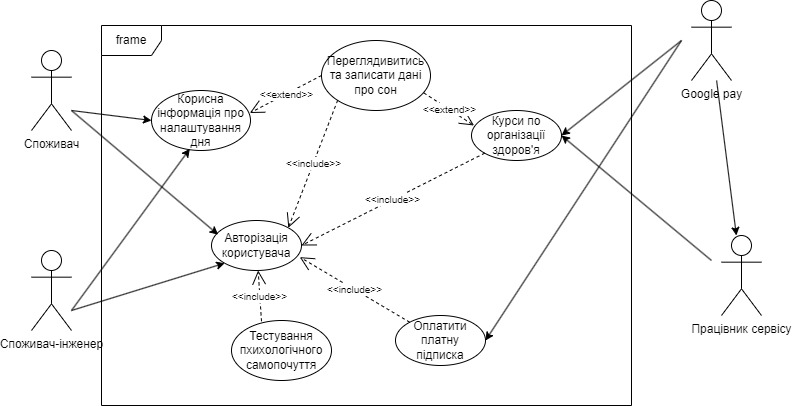 frame
Переглядивитись
та записати дані
про сон
<<extend>>
Корисна
інформація про
налаштування
дня
<<extend>>
Google pay
Курси по
організації
здоров'я
Споживач
<<include>>
<<include>>
Авторізація
користувача
<<include>>
<<include>>
Споживач-інженер
Тестування
пхихологічного
самопочуття
Оплатити
платну
підписка
Працівник сервісу